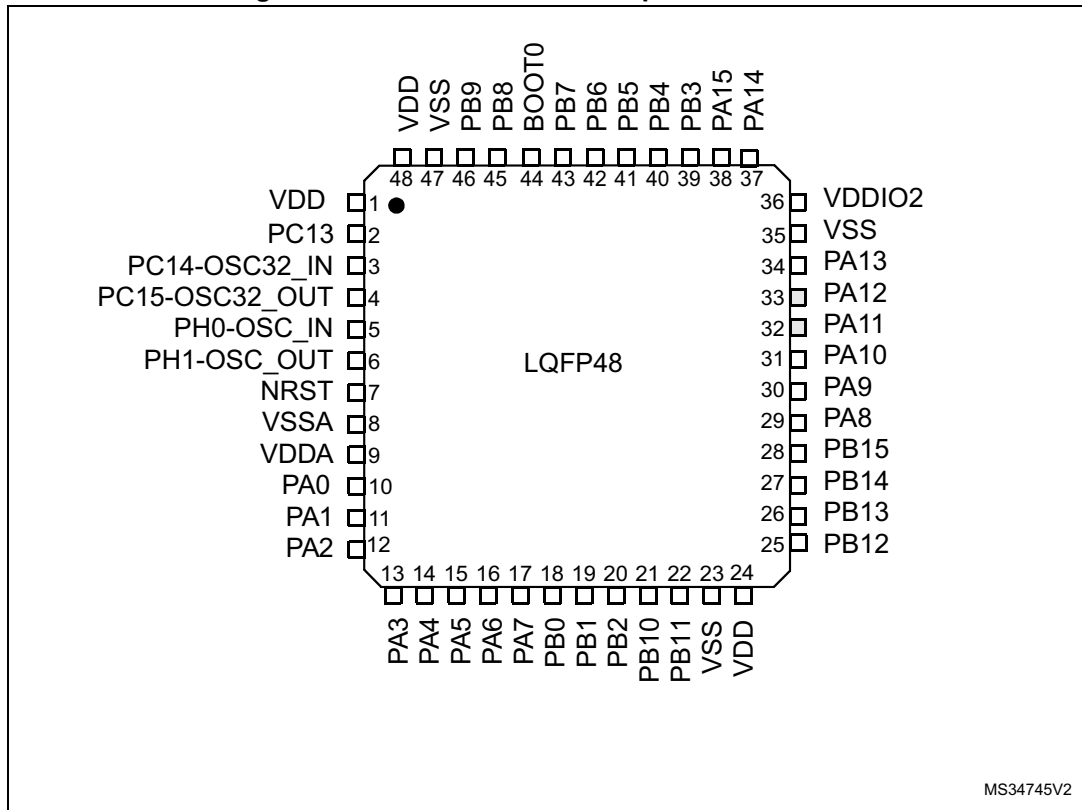 VDD
VSS
PB9
PB8
BOOT0
PB7
PB6
PB5
PB4
PB3
PA15
PA14
48 47 46 45 44 43 42 41 40 39 38 37
VDD 1
PC13 2
PC14-OSC32_IN 3
PC15-OSC32_OUT 4
PH0-OSC_IN 5
PH1-OSC_OUT 6
NRST 7
VSSA 8
VDDA 9
PA0 10
PA1 11
PA2 12
LQFP48
36 VDDIO2
35 VSS
34 PA13
33 PA12
32 PA11
31 PA10
30 PA9
29 PA8
28 PB15
27 PB14
26 PB13
25 PB12
13 14 15 16 17 18 19 20 21 22 23 24
PA3
PA4
PA5
PA6
PA7
PB0
PB1
PB2
PB10
PB11
VSS
VDD
MS34745V2